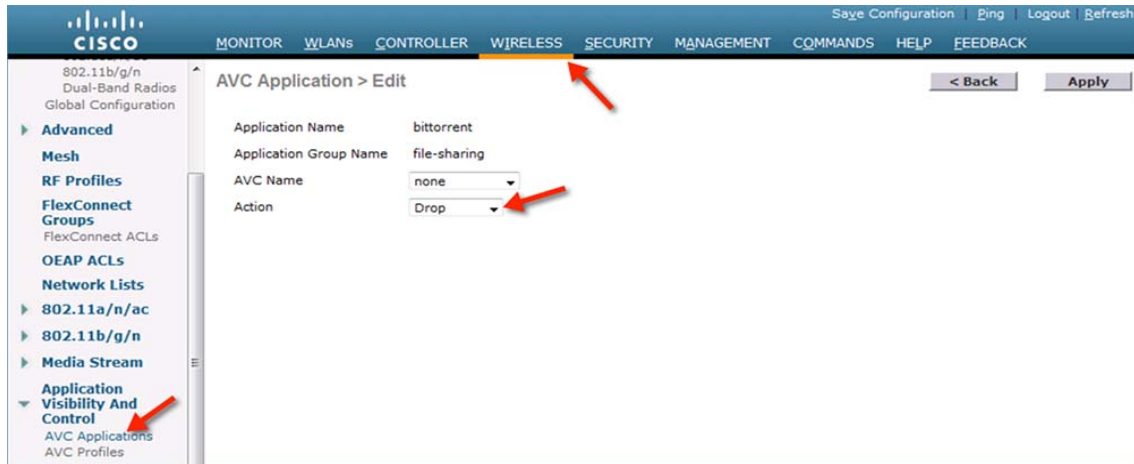 Save Configuration | Ping | Logout | Refresh
CISCO
MONITOR WLANs CONTROLLER WIRELESS SECURITY MANAGEMENT COMMANDS HELP FEEDBACK
802.11b/g/n
Dual-Band Radios
Global Configuration
Advanced
Mesh
RF Profiles
FlexConnect
Groups
FlexConnect ACLs
OEAP ACLs
Network Lists
802.11a/n/ac
802.11b/g/n
Media Stream
Application
Visibility And
Control
AVC Applications
AVC Profiles
AVC Application > Edit
< Back
Apply
Application Name bittorrent
Application Group Name file-sharing
AVC Name none
Action Drop